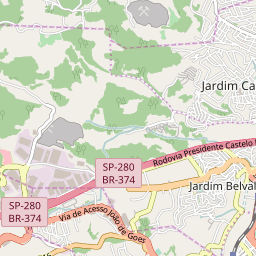 Jardim Ca
Rodovia Presidente Castelo
SP-280
BR-374
Jardim Belval
SP-280
BR-374
Via de Acesso João de Goes